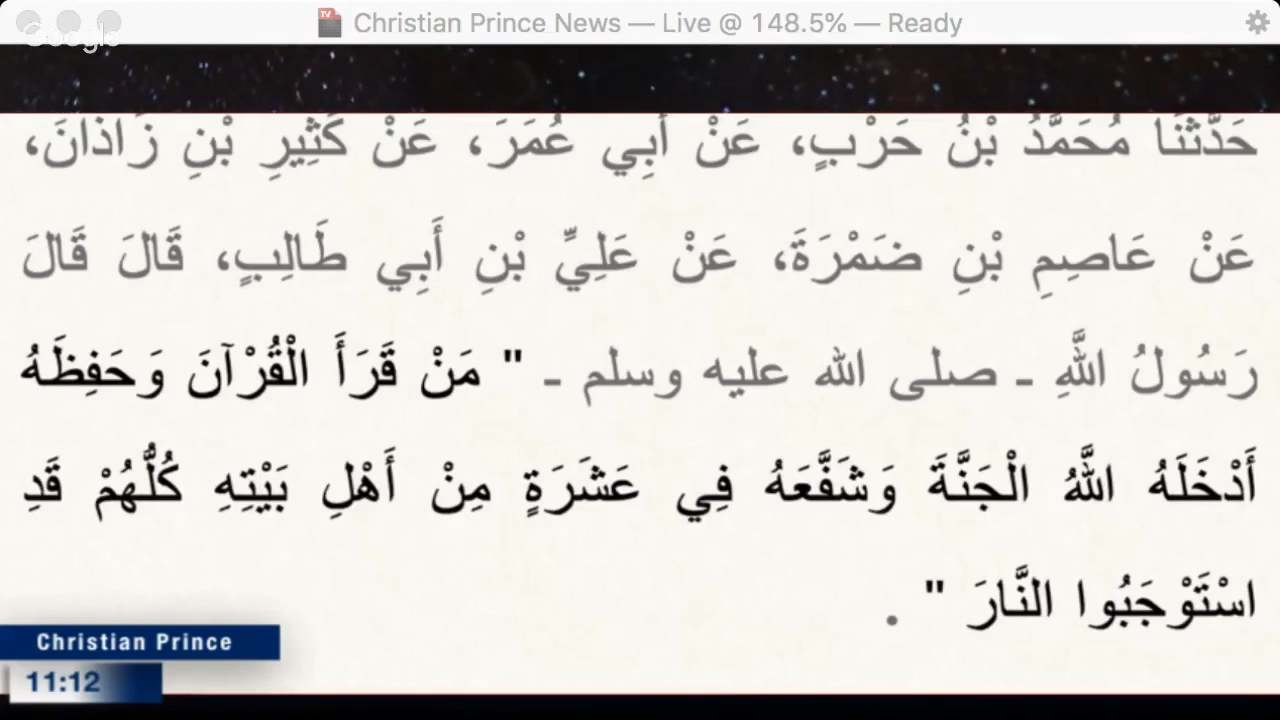 Christian Prince News — Live @ 148.5% — Ready
Google
حَدَّثَنَا مُحَمَّدُ بْنُ حَرْبٍ، عَنْ أَبِي عُمَرَ، عَنْ كَثِيرِ بْنِ زَاذَانَ،
عَنْ عَاصِمِ بْنِ ضَمْرَةَ، عَنْ عَلِيِّ بْنِ أَبِي طَالِبٍ، قَالَ قَالَ
رَسُولُ اللَّهِ ـ صلى الله عليه وسلم ـ " مَنْ قَرَأَ الْقُرْآنَ وَحَفِظَهُ
أَدْخَلَهُ اللَّهُ الْجَنَّةَ وَشَفَّعَهُ فِي عَشَرَةٍ مِنْ أَهْلِ بَيْتِهِ كُلُّهُمْ قَدِ
اسْتَوْجَبُوا النَّارَ " .
Christian Prince
11:12